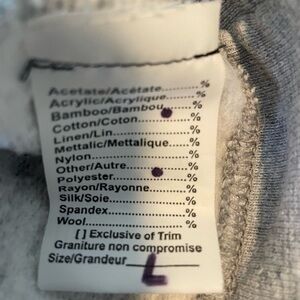 Acetate/Acétate..........%
Acrylic/Acrylique.........%
Bamboo/Bambou..........%
Cotton/Coton..............%
Linen/Lin....................%
Mettalic/Mettalique.......%
Nylon.........................%
Other/Autre................%
Polyester....................%
Rayon/Rayonne...........%
Silk/Soie.....................%
Spandex......................%
Wool...........................%
[ ] Exclusive of Trim
Graniture non compromise
Size/Grandeur L